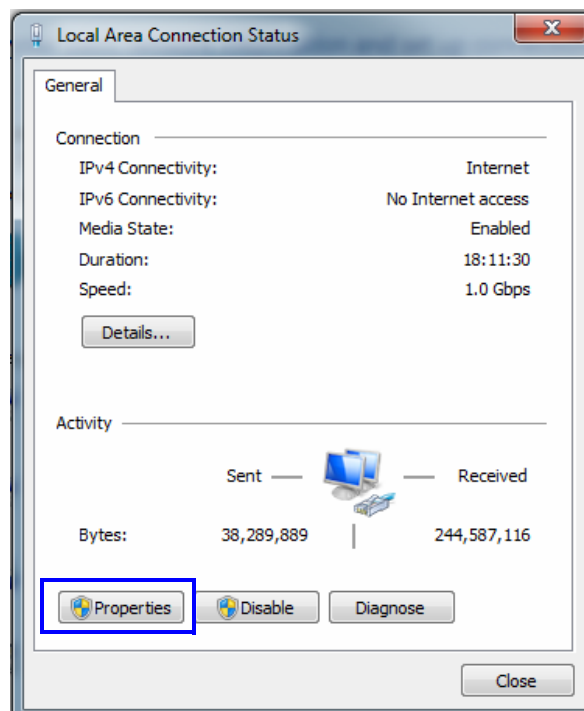 Local Area Connection Status
General
Connection
IPv4 Connectivity: Internet
IPv6 Connectivity: No Internet access
Media State: Enabled
Duration: 18:11:30
Speed: 1.0 Gbps
Details...
Activity
Sent Received
Bytes: 38,289,889 244,587,116
Properties Disable Diagnose
Close